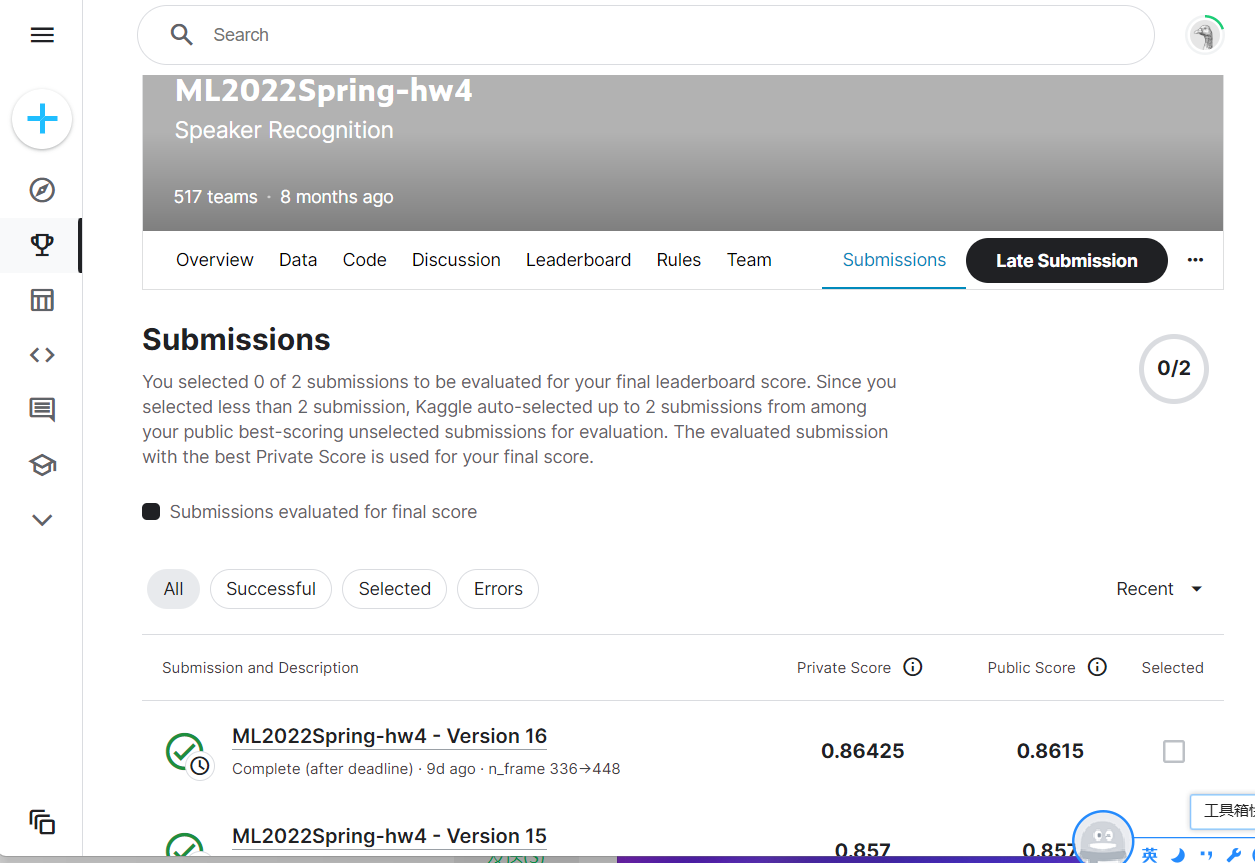 Search
ML2022Spring-hw4
Speaker Recognition
517 teams · 8 months ago
Overview Data Code Discussion Leaderboard Rules Team Submissions Late Submission
Submissions
You selected 0 of 2 submissions to be evaluated for your final leaderboard score. Since you
selected less than 2 submission, Kaggle auto-selected up to 2 submissions from among
your public best-scoring unselected submissions for evaluation. The evaluated submission
with the best Private Score is used for your final score.
0/2
Submissions evaluated for final score
All Successful Selected Errors Recent
Submission and Description Private Score Public Score Selected
ML2022Spring-hw4 - Version 16
Complete (after deadline) · 9d ago · n_frame 336→448
0.86425 0.8615
ML2022Spring-hw4 - Version 15
0.857 0.857
工具箱
英